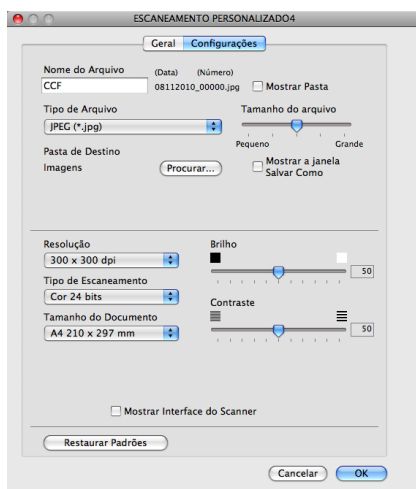 ESCANEAMENTO PERSONALIZADO4
Geral Configurações
Nome do Arquivo (Data) (Número)
CCF 08112010_00000.jpg Mostrar Pasta
Tipo de Arquivo Tamanho do arquivo
JPEG (*.jpg)
Pequeno Grande
Pasta de Destino
Imagens Procurar... Mostrar a janela
Salvar Como
Resolução Brilho
300 x 300 dpi
50
Tipo de Escaneamento
Cor 24 bits
Contraste
Tamanho do Documento
A4 210 x 297 mm 50
Mostrar Interface do Scanner
Restaurar Padrões
Cancelar OK